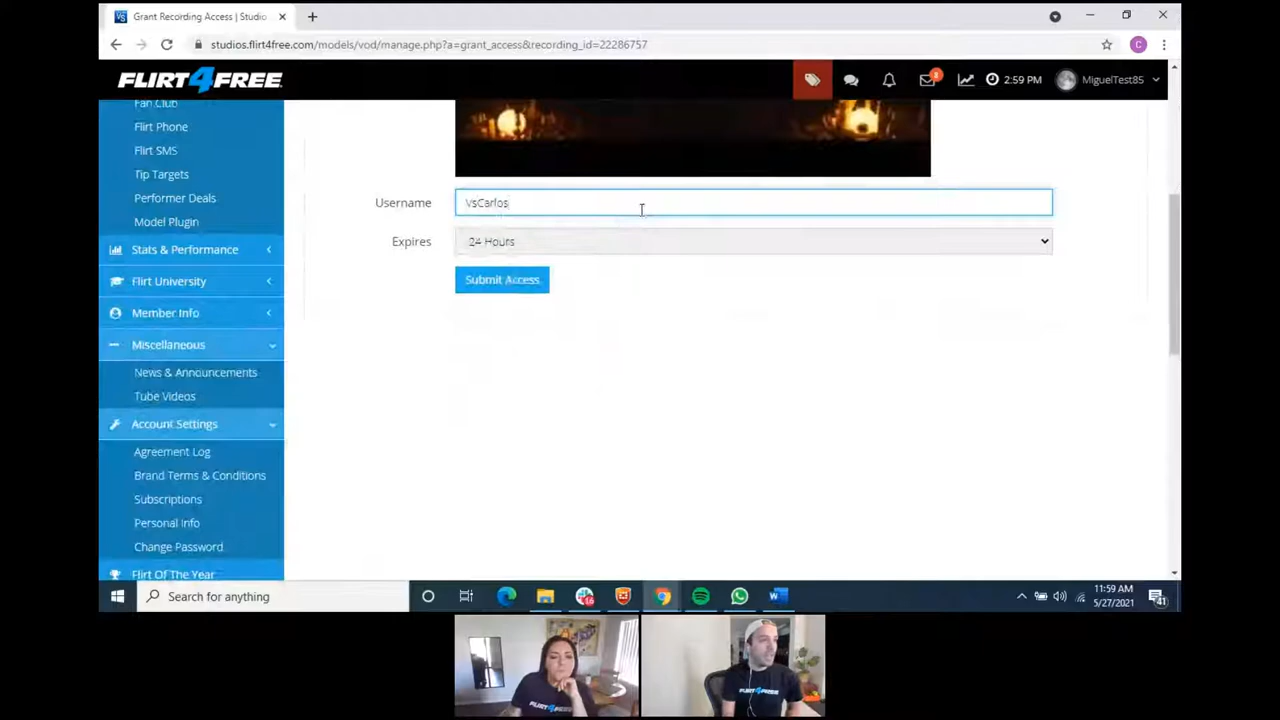 Grant Recording Access | Studio
studios.flirt4free.com/models/vod/manage.php?a=grant_access&recording_id=22286757
C
FLIRT4FREE
2:59 PM
MiguelTest85
Fan Club
Flirt Phone
Flirt SMS
Tip Targets
Performer Deals
Model Plugin
Stats & Performance
Flirt University
Member Info
Miscellaneous
News & Announcements
Tube Videos
Account Settings
Agreement Log
Brand Terms & Conditions
Subscriptions
Personal Info
Change Password
Flirt Of The Year
Username
VsCarlos
Expires
24 Hours
Submit Access
Search for anything
11:59 AM
5/27/2021
41
FLIRT4FREE
FLIRT4FREE